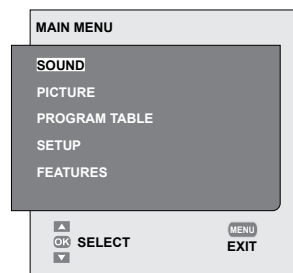 MAIN MENU
SOUND
PICTURE
PROGRAM TABLE
SETUP
FEATURES
OK SELECT
MENU
EXIT